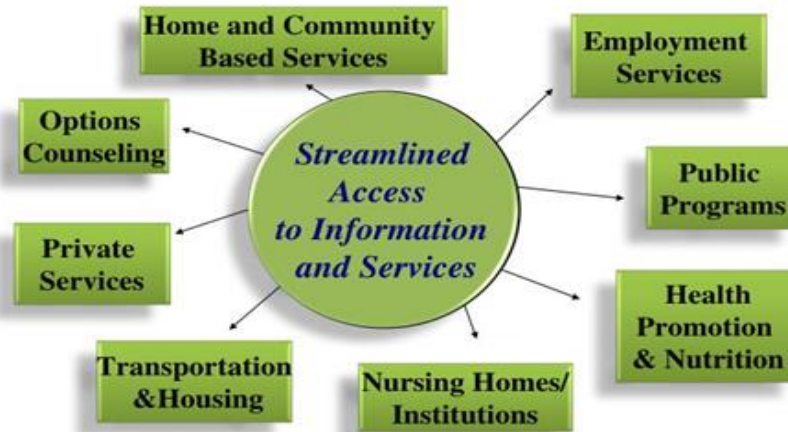 Home and Community
Based Services
Employment
Services
Options
Counseling
Streamlined
Access
to Information
and Services
Public
Programs
Private
Services
Health
Promotion
& Nutrition
Transportation
&Housing
Nursing Homes/
Institutions